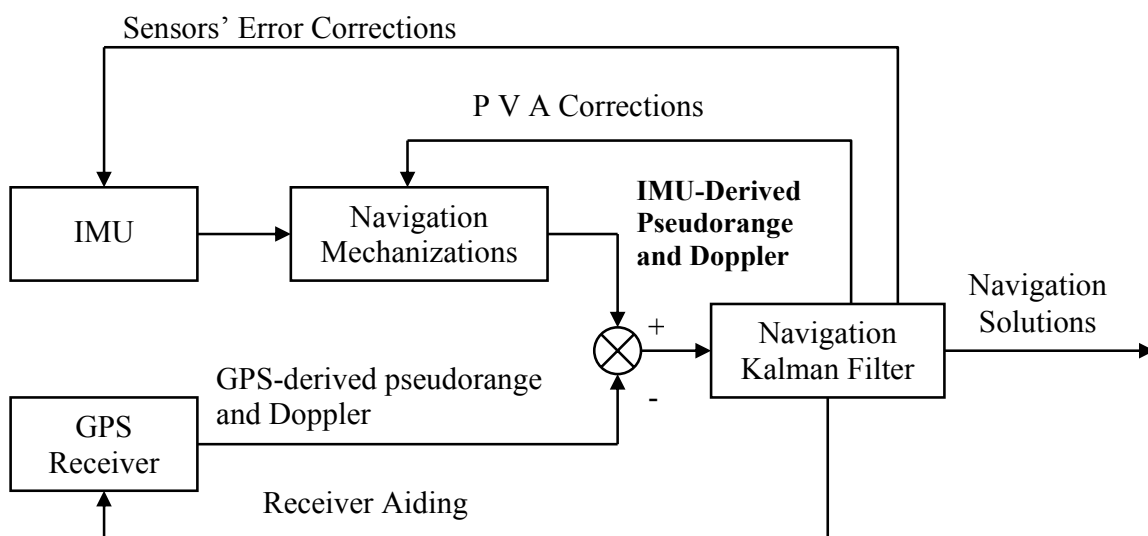 Sensors’ Error Corrections
P V A Corrections
IMU
Navigation
Mechanizations
IMU-Derived
Pseudorange
and Doppler
Navigation
Solutions
+
Navigation
Kalman Filter
GPS-derived pseudorange
and Doppler
-
GPS
Receiver
Receiver Aiding